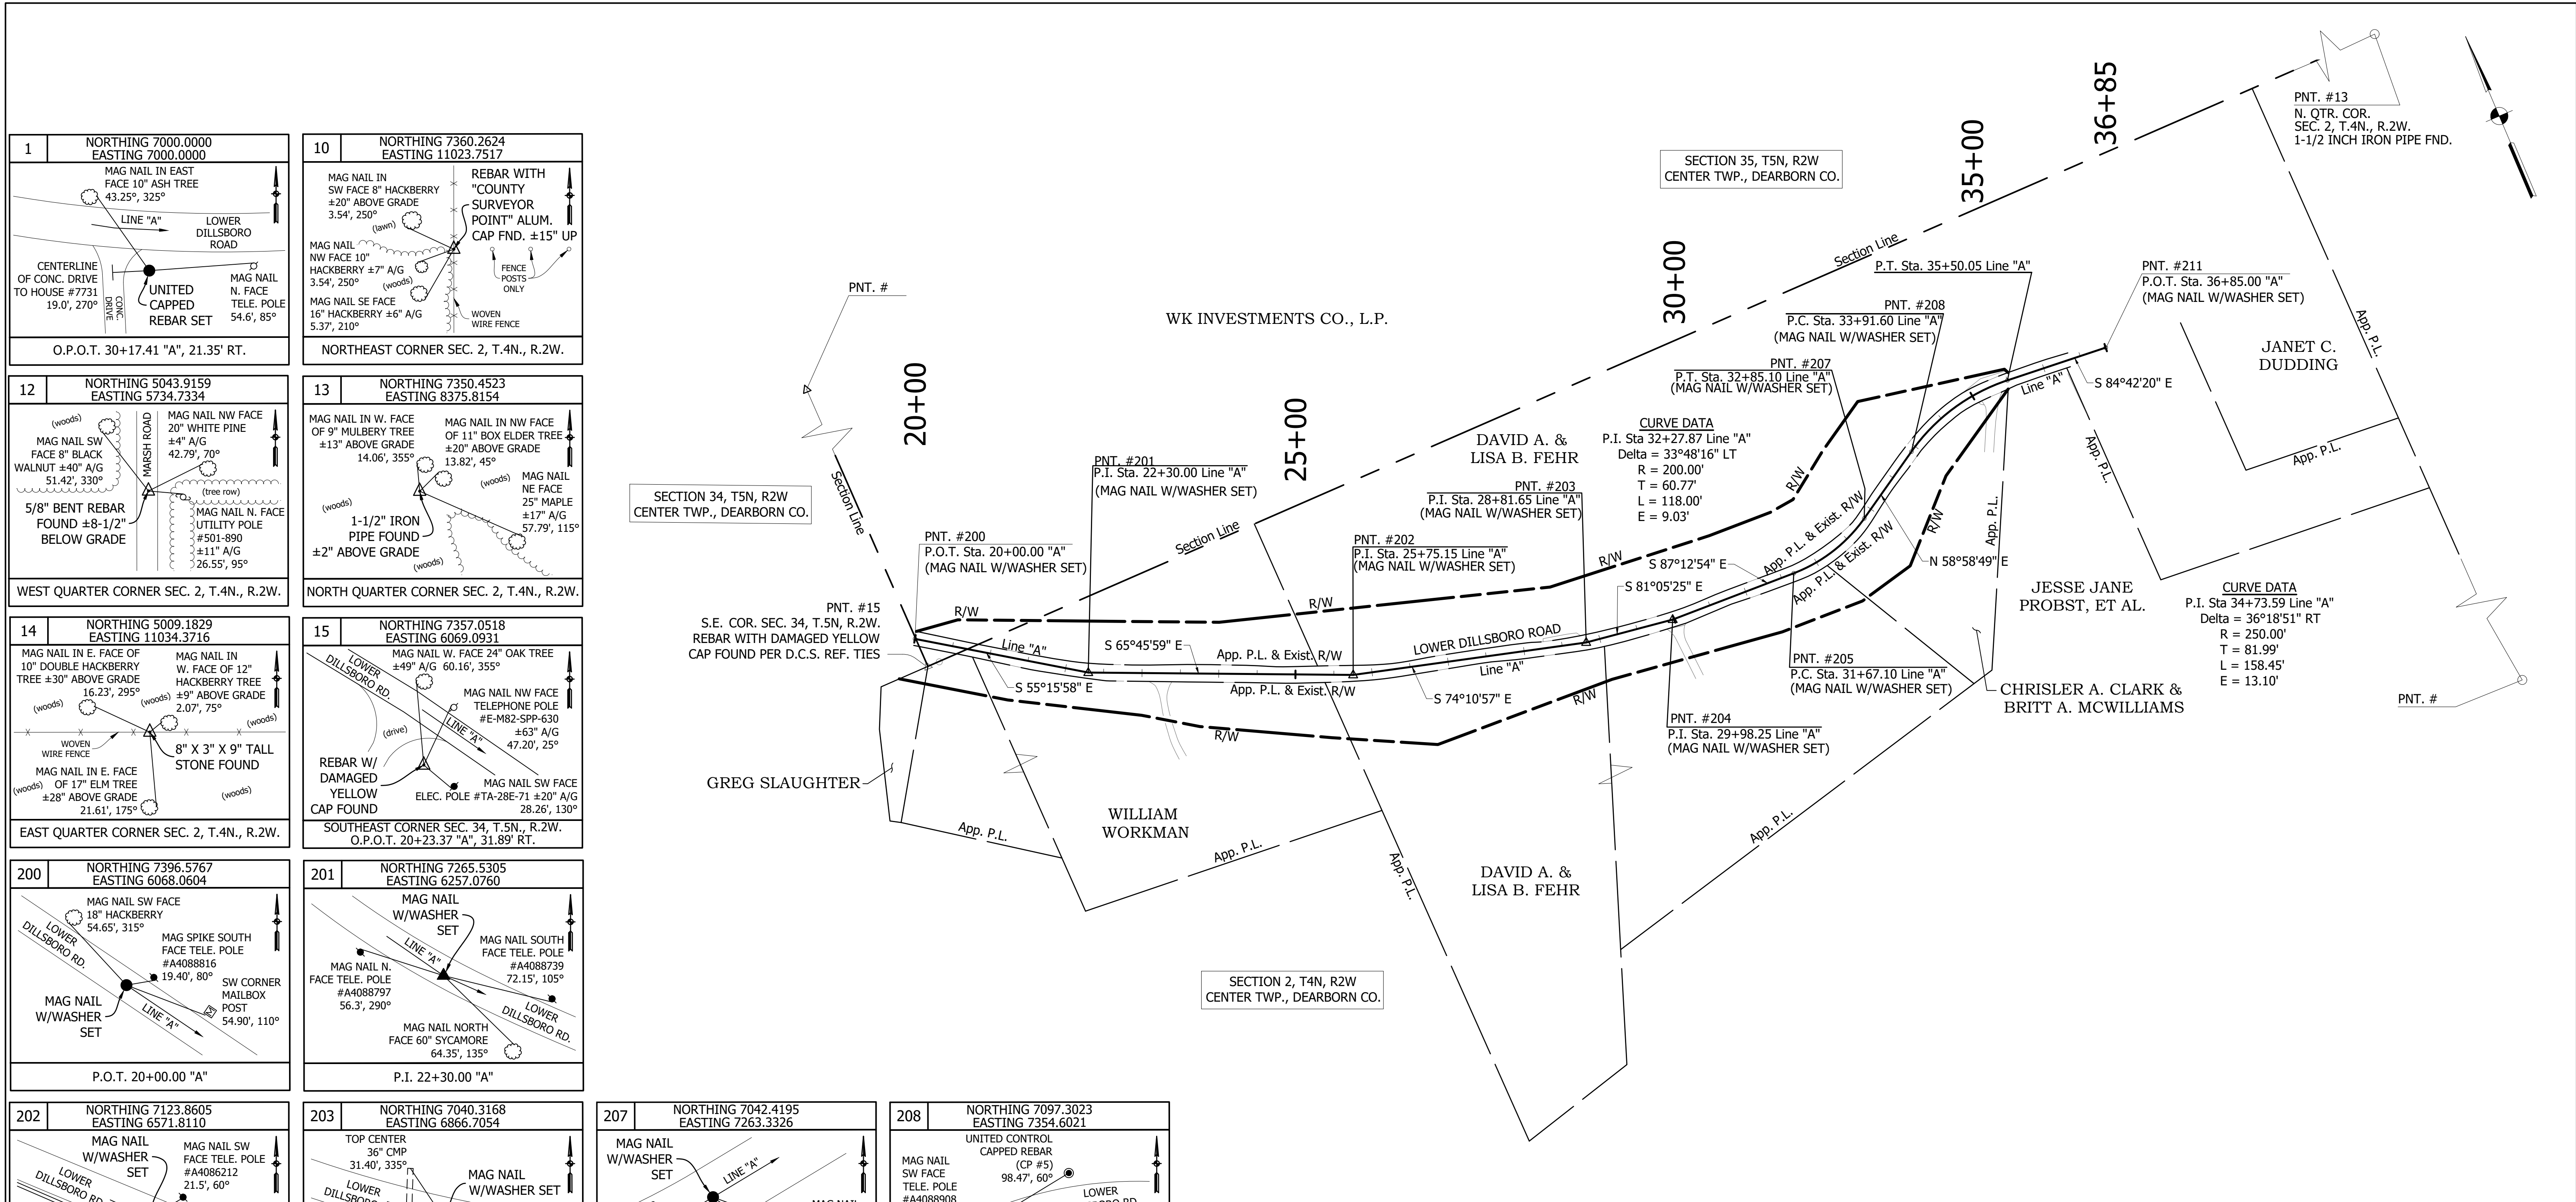 1
NORTHING 7000.0000
EASTING 7000.0000
MAG NAIL IN EAST
FACE 10" ASH TREE
43.25°, 325°
LINE "A"
LOWER
DILLSBORO
ROAD
CENTERLINE
OF CONC. DRIVE
TO HOUSE #7731
19.0', 270°
CONC.
DRIVE
UNITED
CAPPED
REBAR SET
MAG NAIL
N. FACE
TELE. POLE
54.6', 85°
O.P.O.T. 30+17.41 "A", 21.35' RT.
10
NORTHING 7360.2624
EASTING 11023.7517
MAG NAIL IN
SW FACE 8" HACKBERRY
±20" ABOVE GRADE
3.54', 250°
(lawn)
REBAR WITH
"COUNTY
SURVEYOR
POINT" ALUM.
CAP FND. ±15" UP
MAG NAIL
NW FACE 10"
HACKBERRY ±7" A/G
3.54', 250°
(woods)
FENCE
POSTS
ONLY
MAG NAIL SE FACE
16" HACKBERRY ±6" A/G
5.37', 210°
WOVEN
WIRE FENCE
NORTHEAST CORNER SEC. 2, T.4N., R.2W.
12
NORTHING 5043.9159
EASTING 5734.7334
(woods)
MARSH ROAD
MAG NAIL NW FACE
20" WHITE PINE
±4" A/G
42.79', 70°
MAG NAIL SW
FACE 8" BLACK
WALNUT ±40" A/G
51.42', 330°
(tree row)
5/8" BENT REBAR
FOUND ±8-1/2"
BELOW GRADE
MAG NAIL N. FACE
UTILITY POLE
#501-890
±11" A/G
26.55', 95°
WEST QUARTER CORNER SEC. 2, T.4N., R.2W.
13
NORTHING 7350.4523
EASTING 8375.8154
MAG NAIL IN W. FACE
OF 9" MULBERY TREE
±13" ABOVE GRADE
14.06', 355°
MAG NAIL IN NW FACE
OF 11" BOX ELDER TREE
±20" ABOVE GRADE
13.82', 45°
(woods)
MAG NAIL
NE FACE
25" MAPLE
±17" A/G
57.79', 115°
(woods)
1-1/2" IRON
PIPE FOUND
±2" ABOVE GRADE
(woods)
NORTH QUARTER CORNER SEC. 2, T.4N., R.2W.
14
NORTHING 5009.1829
EASTING 11034.3716
MAG NAIL IN E. FACE OF
10" DOUBLE HACKBERRY
TREE ±30" ABOVE GRADE
16.23', 295°
MAG NAIL IN
W. FACE OF 12"
HACKBERRY TREE
±9" ABOVE GRADE
2.07', 75°
(woods)
(woods)
(woods)
WOVEN
WIRE FENCE
8" X 3" X 9" TALL
STONE FOUND
MAG NAIL IN E. FACE
OF 17" ELM TREE
±28" ABOVE GRADE
21.61', 175°
(woods)
(woods)
EAST QUARTER CORNER SEC. 2, T.4N., R.2W.
15
NORTHING 7357.0518
EASTING 6069.0931
MAG NAIL W. FACE 24" OAK TREE
±49" A/G 60.16', 355°
LOWER
DILLSBORO RD.
MAG NAIL NW FACE
TELEPHONE POLE
#E-M82-SPP-630
±63" A/G
47.20', 25°
LINE "A"
(drive)
REBAR W/
DAMAGED
YELLOW
CAP FOUND
MAG NAIL SW FACE
ELEC. POLE #TA-28E-71 ±20" A/G
28.26', 130°
SOUTHEAST CORNER SEC. 34, T.5N., R.2W.
O.P.O.T. 20+23.37 "A", 31.89' RT.
200
NORTHING 7396.5767
EASTING 6068.0604
MAG NAIL SW FACE
18" HACKBERRY
54.65', 315°
LOWER
DILLSBORO RD.
MAG SPIKE SOUTH
FACE TELE. POLE
#A4088816
19.40', 80°
SW CORNER
MAILBOX
POST
54.90', 110°
MAG NAIL
W/WASHER
SET
LINE "A"
P.O.T. 20+00.00 "A"
201
NORTHING 7265.5305
EASTING 6257.0760
MAG NAIL
W/WASHER
SET
LINE "A"
MAG NAIL SOUTH
FACE TELE. POLE
#A4088739
72.15', 105°
MAG NAIL N.
FACE TELE. POLE
#A4088797
56.3', 290°
LOWER
DILLSBORO RD.
MAG NAIL NORTH
FACE 60" SYCAMORE
64.35', 135°
P.I. 22+30.00 "A"
202
NORTHING 7123.8605
EASTING 6571.8110
MAG NAIL
W/WASHER
SET
MAG NAIL SW
FACE TELE. POLE
#A4086212
21.5', 60°
LOWER
DILLSBORO RD.
203
NORTHING 7040.3168
EASTING 6866.7054
TOP CENTER
36" CMP
31.40', 335°
MAG NAIL
W/WASHER SET
LOWER
DILLSBORO RD.
207
NORTHING 7042.4195
EASTING 7263.3326
MAG NAIL
W/WASHER
SET
LINE "A"
MAG NAIL
208
NORTHING 7097.3023
EASTING 7354.6021
UNITED CONTROL
CAPPED REBAR
(CP #5)
98.47', 60°
MAG NAIL
SW FACE
TELE. POLE
#A4088908
LOWER
PNT. #
20+00
25+00
30+00
35+00
36+85
WK INVESTMENTS CO., L.P.
SECTION 34, T5N, R2W
CENTER TWP., DEARBORN CO.
SECTION 35, T5N, R2W
CENTER TWP., DEARBORN CO.
SECTION 2, T4N, R2W
CENTER TWP., DEARBORN CO.
Section Line
Section Line
Section Line
PNT. #13
N. QTR. COR.
SEC. 2, T.4N., R.2W.
1-1/2 INCH IRON PIPE FND.
P.T. Sta. 35+50.05 Line "A"
PNT. #211
P.O.T. Sta. 36+85.00 "A"
(MAG NAIL W/WASHER SET)
PNT. #208
P.C. Sta. 33+91.60 Line "A"
(MAG NAIL W/WASHER SET)
PNT. #207
P.T. Sta. 32+85.10 Line "A"
(MAG NAIL W/WASHER SET)
JANET C.
DUDDING
S 84°42'20" E
Line "A"
App. P.L.
App. P.L.
App. P.L.
App. P.L.
DAVID A. &
LISA B. FEHR
CURVE DATA
P.I. Sta 32+27.87 Line "A"
Delta = 33°48'16" LT
R = 200.00'
T = 60.77'
L = 118.00'
E = 9.03'
PNT. #201
P.I. Sta. 22+30.00 Line "A"
(MAG NAIL W/WASHER SET)
PNT. #203
P.I. Sta. 28+81.65 Line "A"
(MAG NAIL W/WASHER SET)
PNT. #200
P.O.T. Sta. 20+00.00 "A"
(MAG NAIL W/WASHER SET)
PNT. #202
P.I. Sta. 25+75.15 Line "A"
(MAG NAIL W/WASHER SET)
PNT. #15
S.E. COR. SEC. 34, T.5N, R.2W.
REBAR WITH DAMAGED YELLOW
CAP FOUND PER D.C.S. REF. TIES
R/W
R/W
R/W
R/W
R/W
R/W
R/W
Line "A"
S 55°15'58" E
S 65°45'59" E
App. P.L & Exist. R/W
App. P.L. & Exist. R/W
LOWER DILLSBORO ROAD
Line "A"
S 74°10'57" E
S 81°05'25" E
S 87°12'54" E
App. P.L. & Exist. R/W
App. P.L. & Exist. R/W
N 58°58'49" E
JESSE JANE
PROBST, ET AL.
CURVE DATA
P.I. Sta 34+73.59 Line "A"
Delta = 36°18'51" RT
R = 250.00'
T = 81.99'
L = 158.45'
E = 13.10'
PNT. #205
P.C. Sta. 31+67.10 Line "A"
(MAG NAIL W/WASHER SET)
CHRISLER A. CLARK &
BRITT A. MCWILLIAMS
PNT. #204
P.I. Sta. 29+98.25 Line "A"
(MAG NAIL W/WASHER SET)
PNT. #
GREG SLAUGHTER
WILLIAM
WORKMAN
App. P.L.
App. P.L.
App. P.L.
App. P.L.
DAVID A. &
LISA B. FEHR